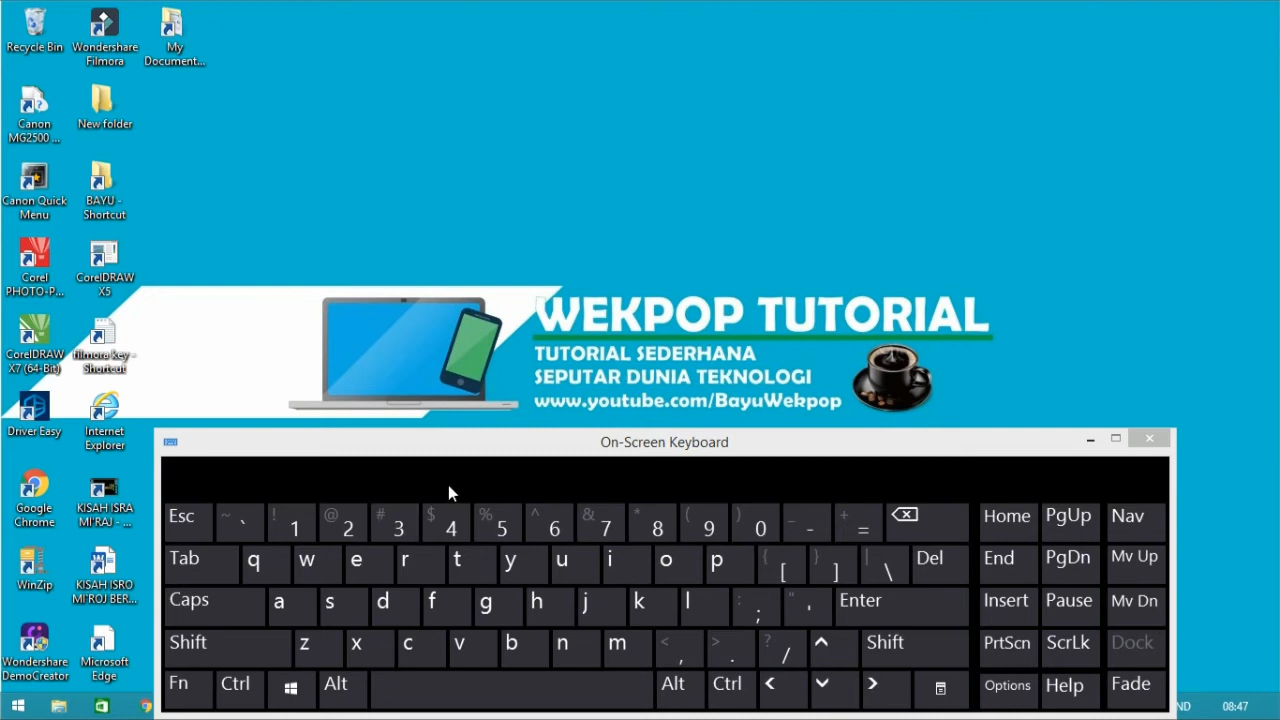 Recycle Bin
Wondershare Filmora
My Document...
Canon MG2500 ...
New folder
Canon Quick Menu
BAYU - Shortcut
Corel PHOTO-P...
CorelDRAW X5
CorelDRAW X7 (64-Bit)
filmora key - Shortcut
Driver Easy
Internet Explorer
Google Chrome
KISAH ISRA MI'RAJ - ...
WinZip
KISAH ISRO MI'ROJ BER...
Wondershare DemoCreator
Microsoft Edge
WEKPOP TUTORIAL
TUTORIAL SEDERHANA
SEPUTAR DUNIA TEKNOLOGI
www.youtube.com/BayuWekpop
On-Screen Keyboard
Esc ~ ` ! 1 @ 2 # 3 $ 4 % 5 ^ 6 & 7 * 8 ( 9 ) 0 _ - + = Home PgUp Nav
Tab q w e r t y u i o p { [ } ] | \ Del End PgDn Mv Up
Caps a s d f g h j k l : ; " ' Enter Insert Pause Mv Dn
Shift z x c v b n m < , > . ? / Shift PrtScn ScrLk Dock
Fn Ctrl Alt Alt Ctrl Options Help Fade
08:47